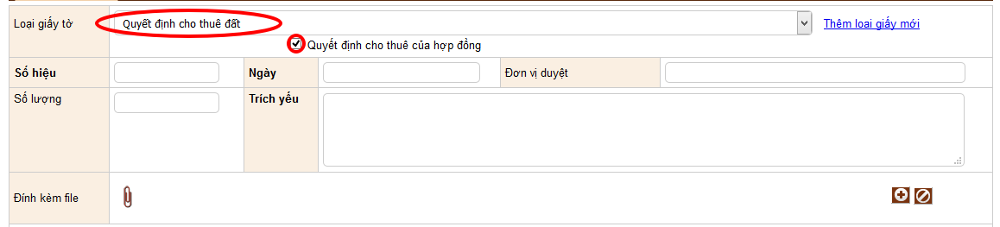 Loại giấy tờ
Quyết định cho thuê đất
Thêm loai giấy mới
Quyết định cho thuê của hợp đồng
Số hiệu
Ngày
Đơn vị duyệt
Số lượng
Trích yếu
Đính kèm file